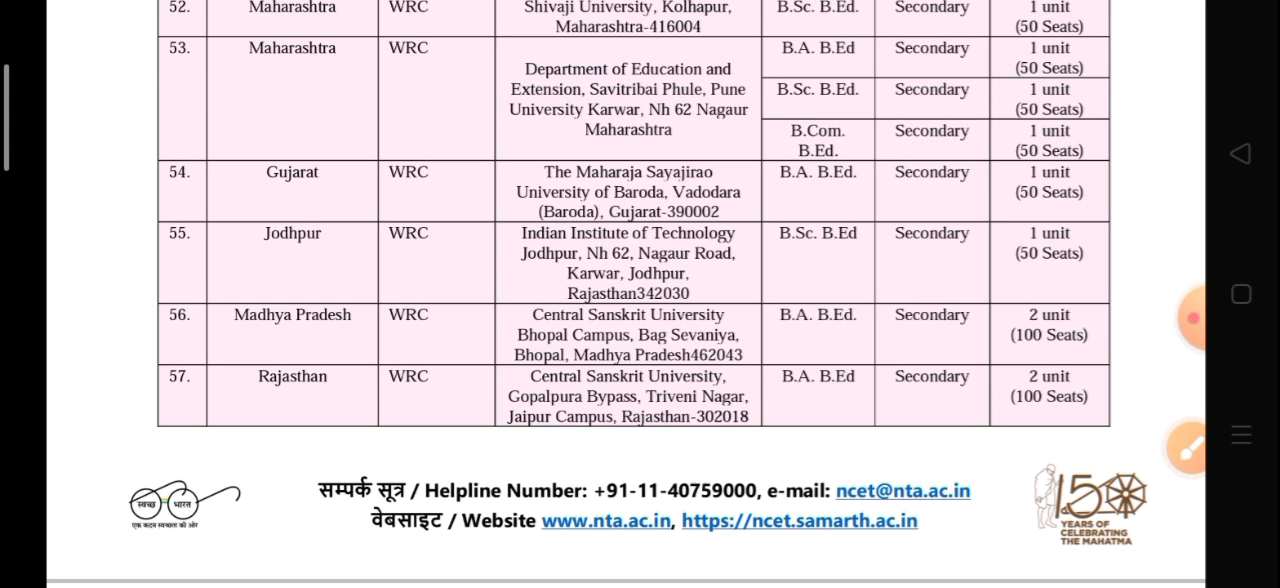 52. Maharashtra WRC Shivaji University, Kolhapur, B.Sc. B.Ed. Secondary 1 unit
Maharashtra-416004 (50 Seats)
53. Maharashtra WRC B.A. B.Ed Secondary 1 unit
(50 Seats)
Department of Education and
Extension, Savitribai Phule, Pune B.Sc. B.Ed. Secondary 1 unit
University Karwar, Nh 62 Nagaur (50 Seats)
Maharashtra B.Com. Secondary 1 unit
B.Ed. (50 Seats)
54. Gujarat WRC The Maharaja Sayajirao B.A. B.Ed. Secondary 1 unit
University of Baroda, Vadodara (50 Seats)
(Baroda), Gujarat-390002
55. Jodhpur WRC Indian Institute of Technology B.Sc. B.Ed Secondary 1 unit
Jodhpur, Nh 62, Nagaur Road, (50 Seats)
Karwar, Jodhpur,
Rajasthan342030
56. Madhya Pradesh WRC Central Sanskrit University B.A. B.Ed. Secondary 2 unit
Bhopal Campus, Bag Sevaniya, (100 Seats)
Bhopal, Madhya Pradesh462043
57. Rajasthan WRC Central Sanskrit University, B.A. B.Ed Secondary 2 unit
Gopalpura Bypass, Triveni Nagar, (100 Seats)
Jaipur Campus, Rajasthan-302018
स्वच्छ भारत
एक कदम स्वच्छता की ओर
सम्पर्क सूत्र / Helpline Number: +91-11-40759000, e-mail: ncet@nta.ac.in
वेबसाइट / Website www.nta.ac.in, https://ncet.samarth.ac.in
150
YEARS OF
CELEBRATING
THE MAHATMA